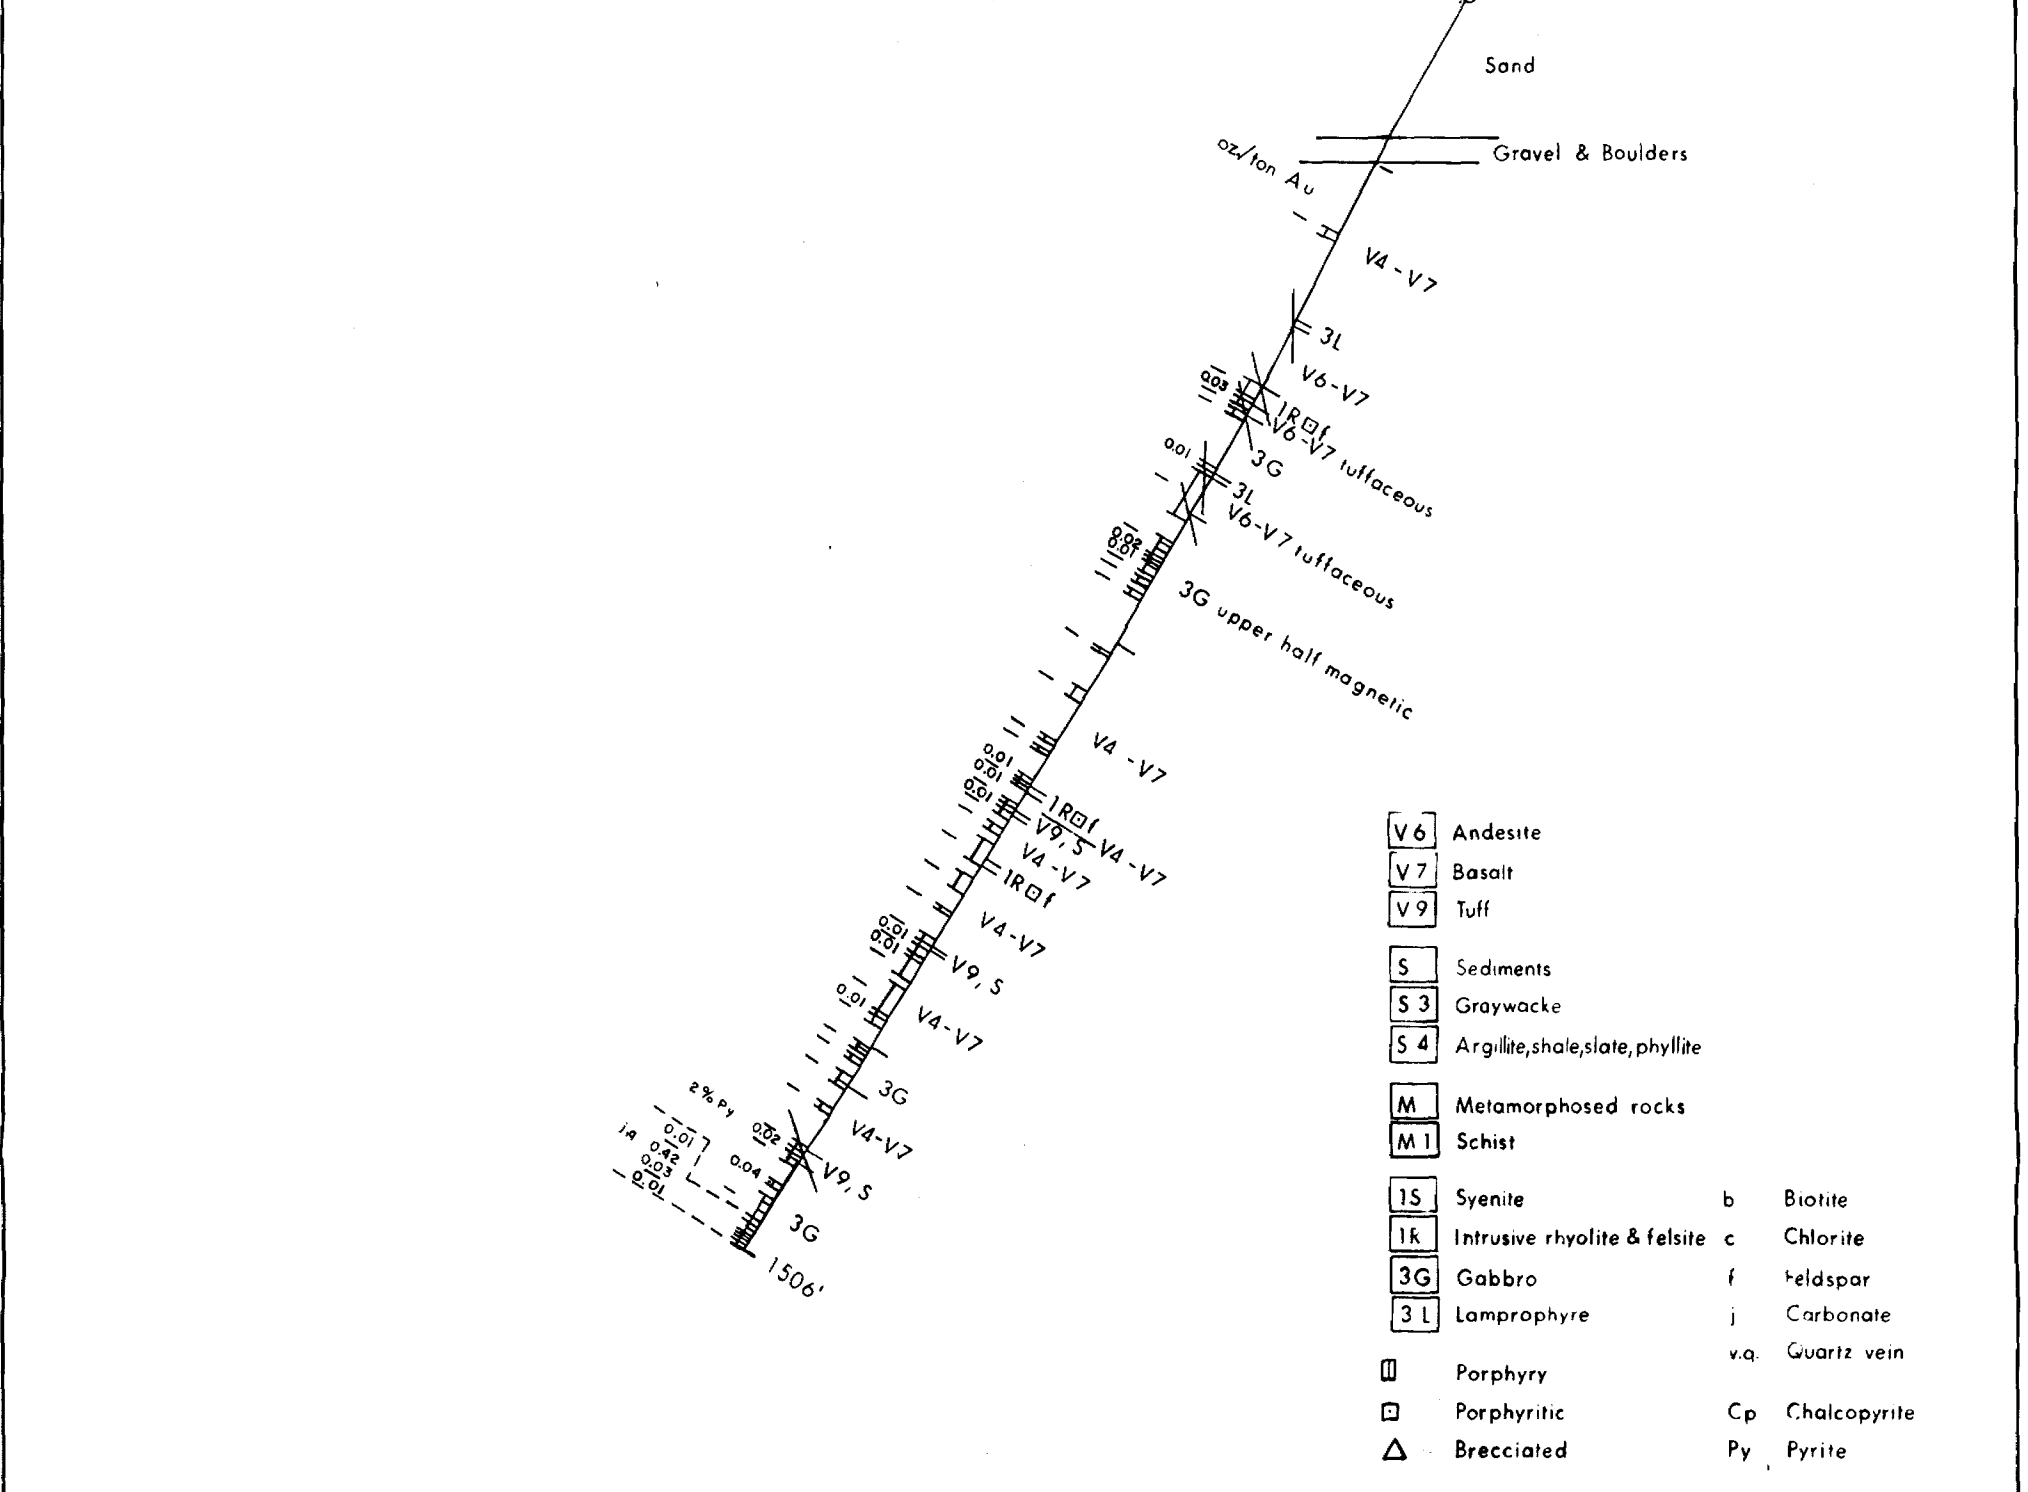 Sand
Gravel & Boulders
oz./ton Au
V4-V7
3L
V6-V7
0.03
1R f
V6-V7 tuffaceous
3G
0.01
3L
V6-V7 tuffaceous
0.02
0.01
3G upper half magnetic
V4-V7
0.01
0.01
0.01
1R f
V9, S
V4-V7
V4-V7
1R f
V4-V7
0.01
0.01
V9, S
0.01
V4-V7
3G
2% Py
V4-V7
0.02
0.04
V9, S
0.01
0.42
0.03
0.01
3G
1506'
V6 Andesite
V7 Basalt
V9 Tuff
S Sediments
S3 Graywacke
S4 Argillite, shale, slate, phyllite
M Metamorphosed rocks
M1 Schist
1S Syenite
1R Intrusive rhyolite & felsite
3G Gabbro
3L Lamprophyre
Porphyry
Porphyritic
Brecciated
b Biotite
c Chlorite
f Feldspar
j Carbonate
v.q. Quartz vein
Cp Chalcopyrite
Py Pyrite